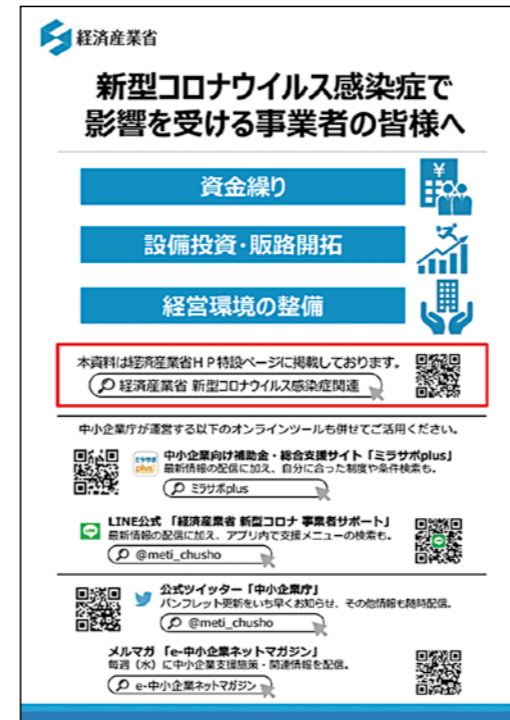 経済産業省
新型コロナウイルス感染症で
影響を受ける事業者の皆様へ
資金繰り
設備投資・販路開拓
経営環境の整備
本資料は経済産業省HP特設ページに掲載しております。
経済産業省 新型コロナウイルス感染症関連
中小企業庁が運営する以下のオンラインツールも併せてご活用ください。
ミラサポ
plus
中小企業向け補助金・総合支援サイト「ミラサポplus」
最新情報の配信に加え、自分に合った制度や条件検索も。
ミラサポplus
LINE公式 「経済産業省 新型コロナ 事業者サポート」
最新情報の配信に加え、アプリ内で支援メニューの検索も。
@meti_chusho
公式ツイッター「中小企業庁」
パンフレット更新をいち早くお知らせ、その他情報も随時配信。
@meti_chusho
メルマガ 「e-中小企業ネットマガジン」
毎週（水）に中小企業支援施策・関連情報を配信。
e-中小企業ネットマガジン